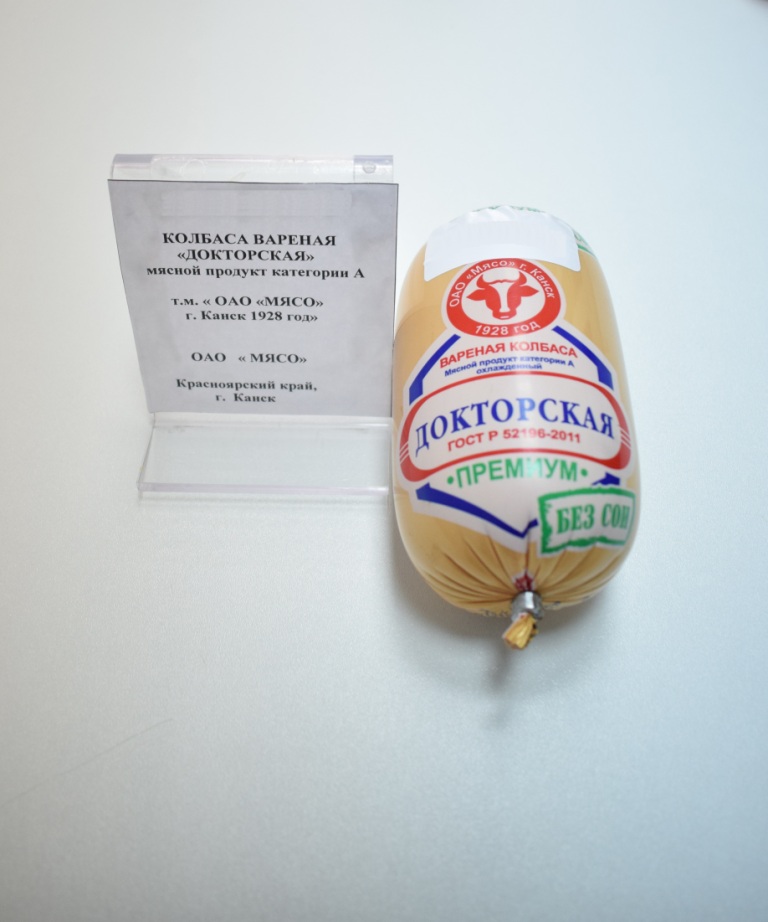 КОЛБАСА ВАРЕНАЯ
«ДОКТОРСКАЯ»
мясной продукт категории А
т.м. « ОАО «МЯСО»
г. Канск 1928 год»
ОАО « МЯСО»
Красноярский край,
г. Канск
ОАО «Мясо» г. Канск
1928 год
ВАРЕНАЯ КОЛБАСА
Мясной продукт категории А
охлажденный
ДОКТОРСКАЯ
ГОСТ Р 52196-2011
•ПРЕМИУМ•
БЕЗ СОИ